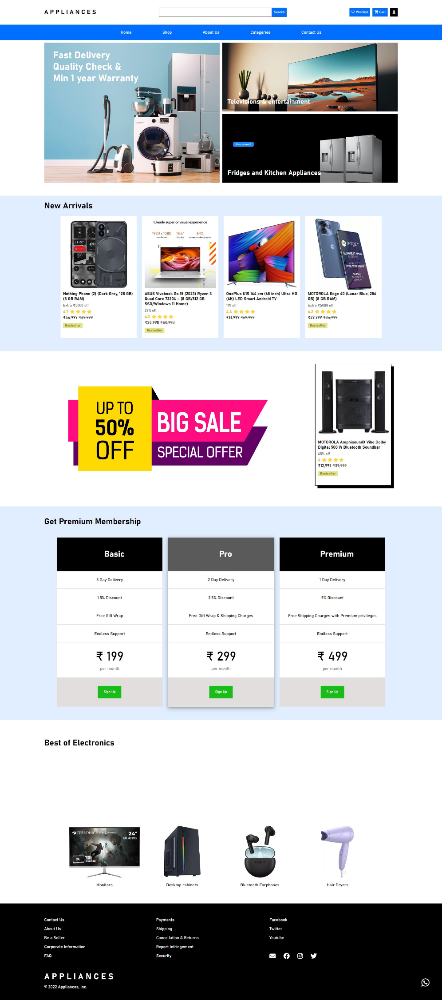 APPLIANCES
Search
Wishlist
Cart
Home
Shop
About Us
Categories
Contact Us
Fast Delivery
Quality Check &
Min 1 year Warranty
Televisions & entertainment
Fridges and Kitchen Appliances
New Arrivals
11:00
Nothing Phone (2) (Dark Grey, 128 GB)
(8 GB RAM)
Extra ₹5000 off
4.7
₹44,999 ₹49,999
Bestseller
Clearly superior visual experience
1920 x 1080 15.6" 84%
resolution display screen-to-body-ratio
ASUS Vivobook Go 15 (2023) Ryzen 3
Quad Core 7320U - (8 GB/512 GB
SSD/Windows 11 Home)
29% off
4.2
₹35,990 ₹50,990
Bestseller
OnePlus U1S 164 cm (65 inch) Ultra HD
(4K) LED Smart Android TV
11% off
4.4
₹61,999 ₹69,999
edge 40
SLIMMEST IP68
RATED 5G
WORLD'S 1ST
MTK DIM 8020
144HZ
MOTOROLA Edge 40 (Lunar Blue, 256
GB) (8 GB RAM)
Extra ₹5000 off
4.2
₹29,999 ₹34,999
Bestseller
UP TO
50%
OFF
BIG SALE
SPECIAL OFFER
MOTOROLA AmphisoundX Vibe Dolby
Digital 500 W Bluetooth Soundbar
65% off
4
₹12,999 ₹37,999
Bestseller
Get Premium Membership
Basic
3 Day Delivery
1.5% Discount
Free Gift Wrap
Endless Support
₹ 199
per month
Sign Up
Pro
2 Day Delivery
2.5% Discount
Free Gift Wrap & Shipping Charges
Endless Support
₹ 299
per month
Sign Up
Premium
1 Day Delivery
5% Discount
Free Shipping Charges with Premium privileges
Endless Support
₹ 499
per month
Sign Up
Best of Electronics
ZEBRONICS FHD Monitor
24"
60.4cms
75Hz
75Hz
Refresh Rate
Monitors
Desktop cabinets
oppo
Bluetooth Earphones
Hair Dryers
Contact Us
About Us
Be a Seller
Corporate Information
FAQ
Payments
Shipping
Cancellation & Returns
Report Infringement
Security
Facebook
Twitter
Youtube
APPLIANCES
© 2022 Appliances, Inc.